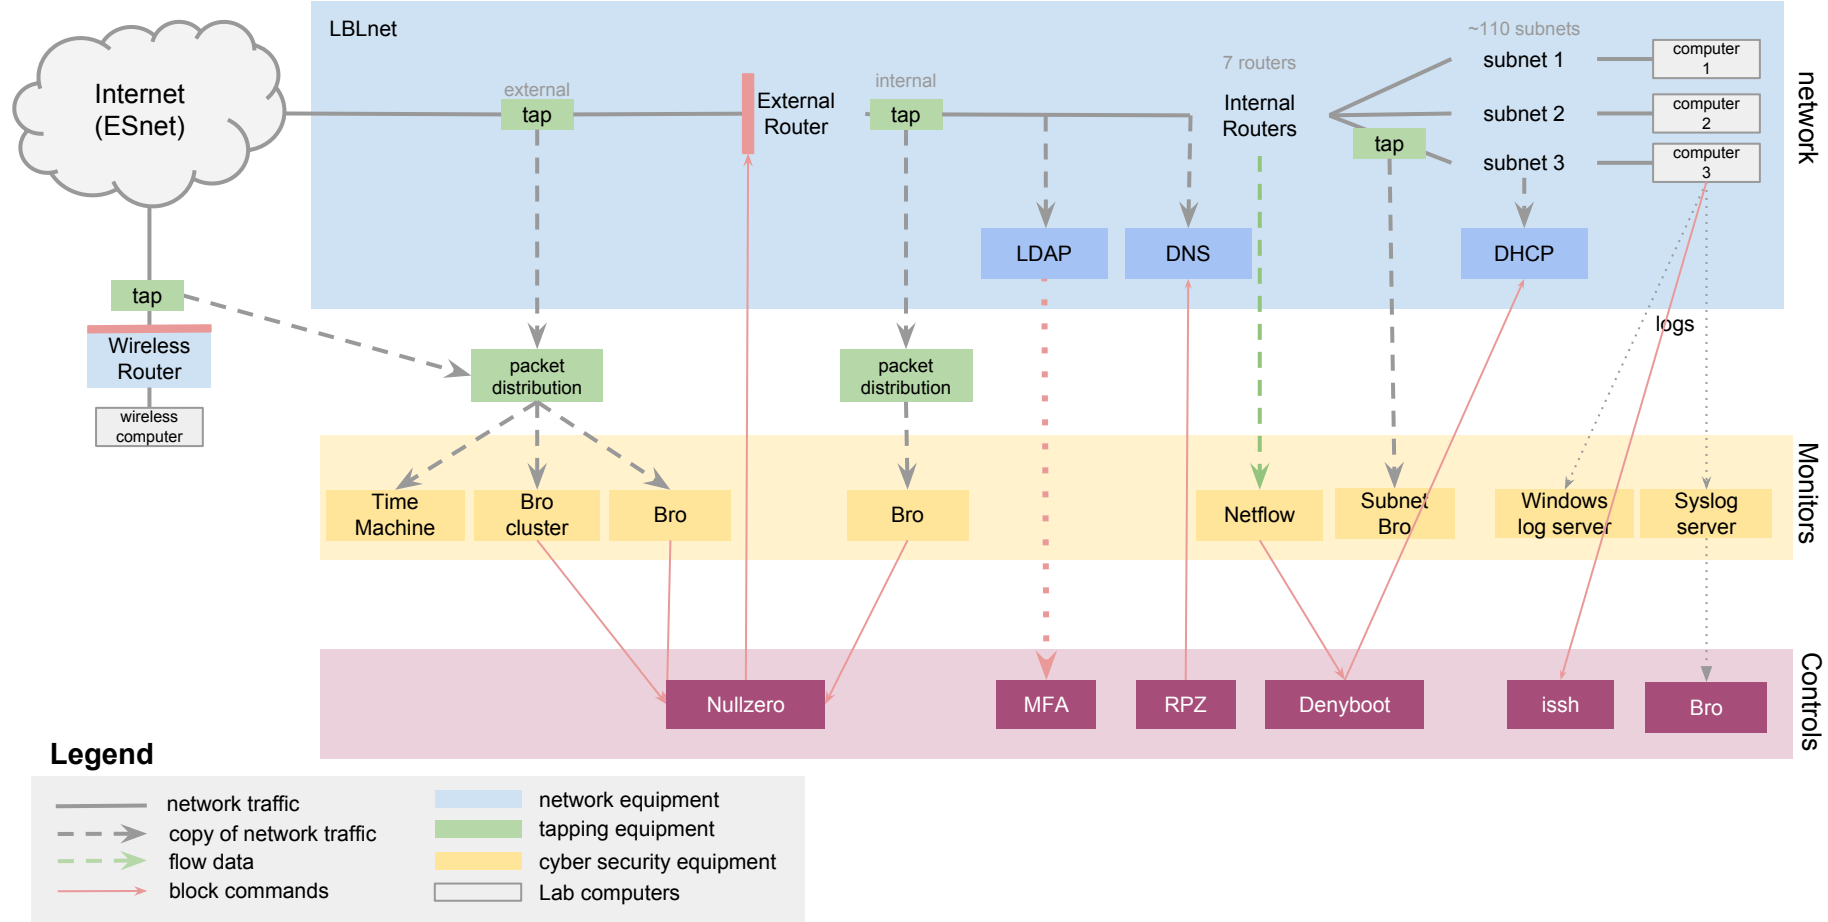 LBLnet
Internet
(ESnet)
external
tap
External
Router
internal
tap
7 routers
Internal
Routers
~110 subnets
subnet 1
subnet 2
subnet 3
tap
computer
1
computer
2
computer
3
network
LDAP
DNS
DHCP
logs
tap
Wireless
Router
wireless
computer
packet
distribution
packet
distribution
Time
Machine
Bro
cluster
Bro
Bro
Netflow
Subnet
Bro
Windows
log server
Syslog
server
Monitors
Nullzero
MFA
RPZ
Denyboot
issh
Bro
Controls
Legend
network traffic
copy of network traffic
flow data
block commands
network equipment
tapping equipment
cyber security equipment
Lab computers